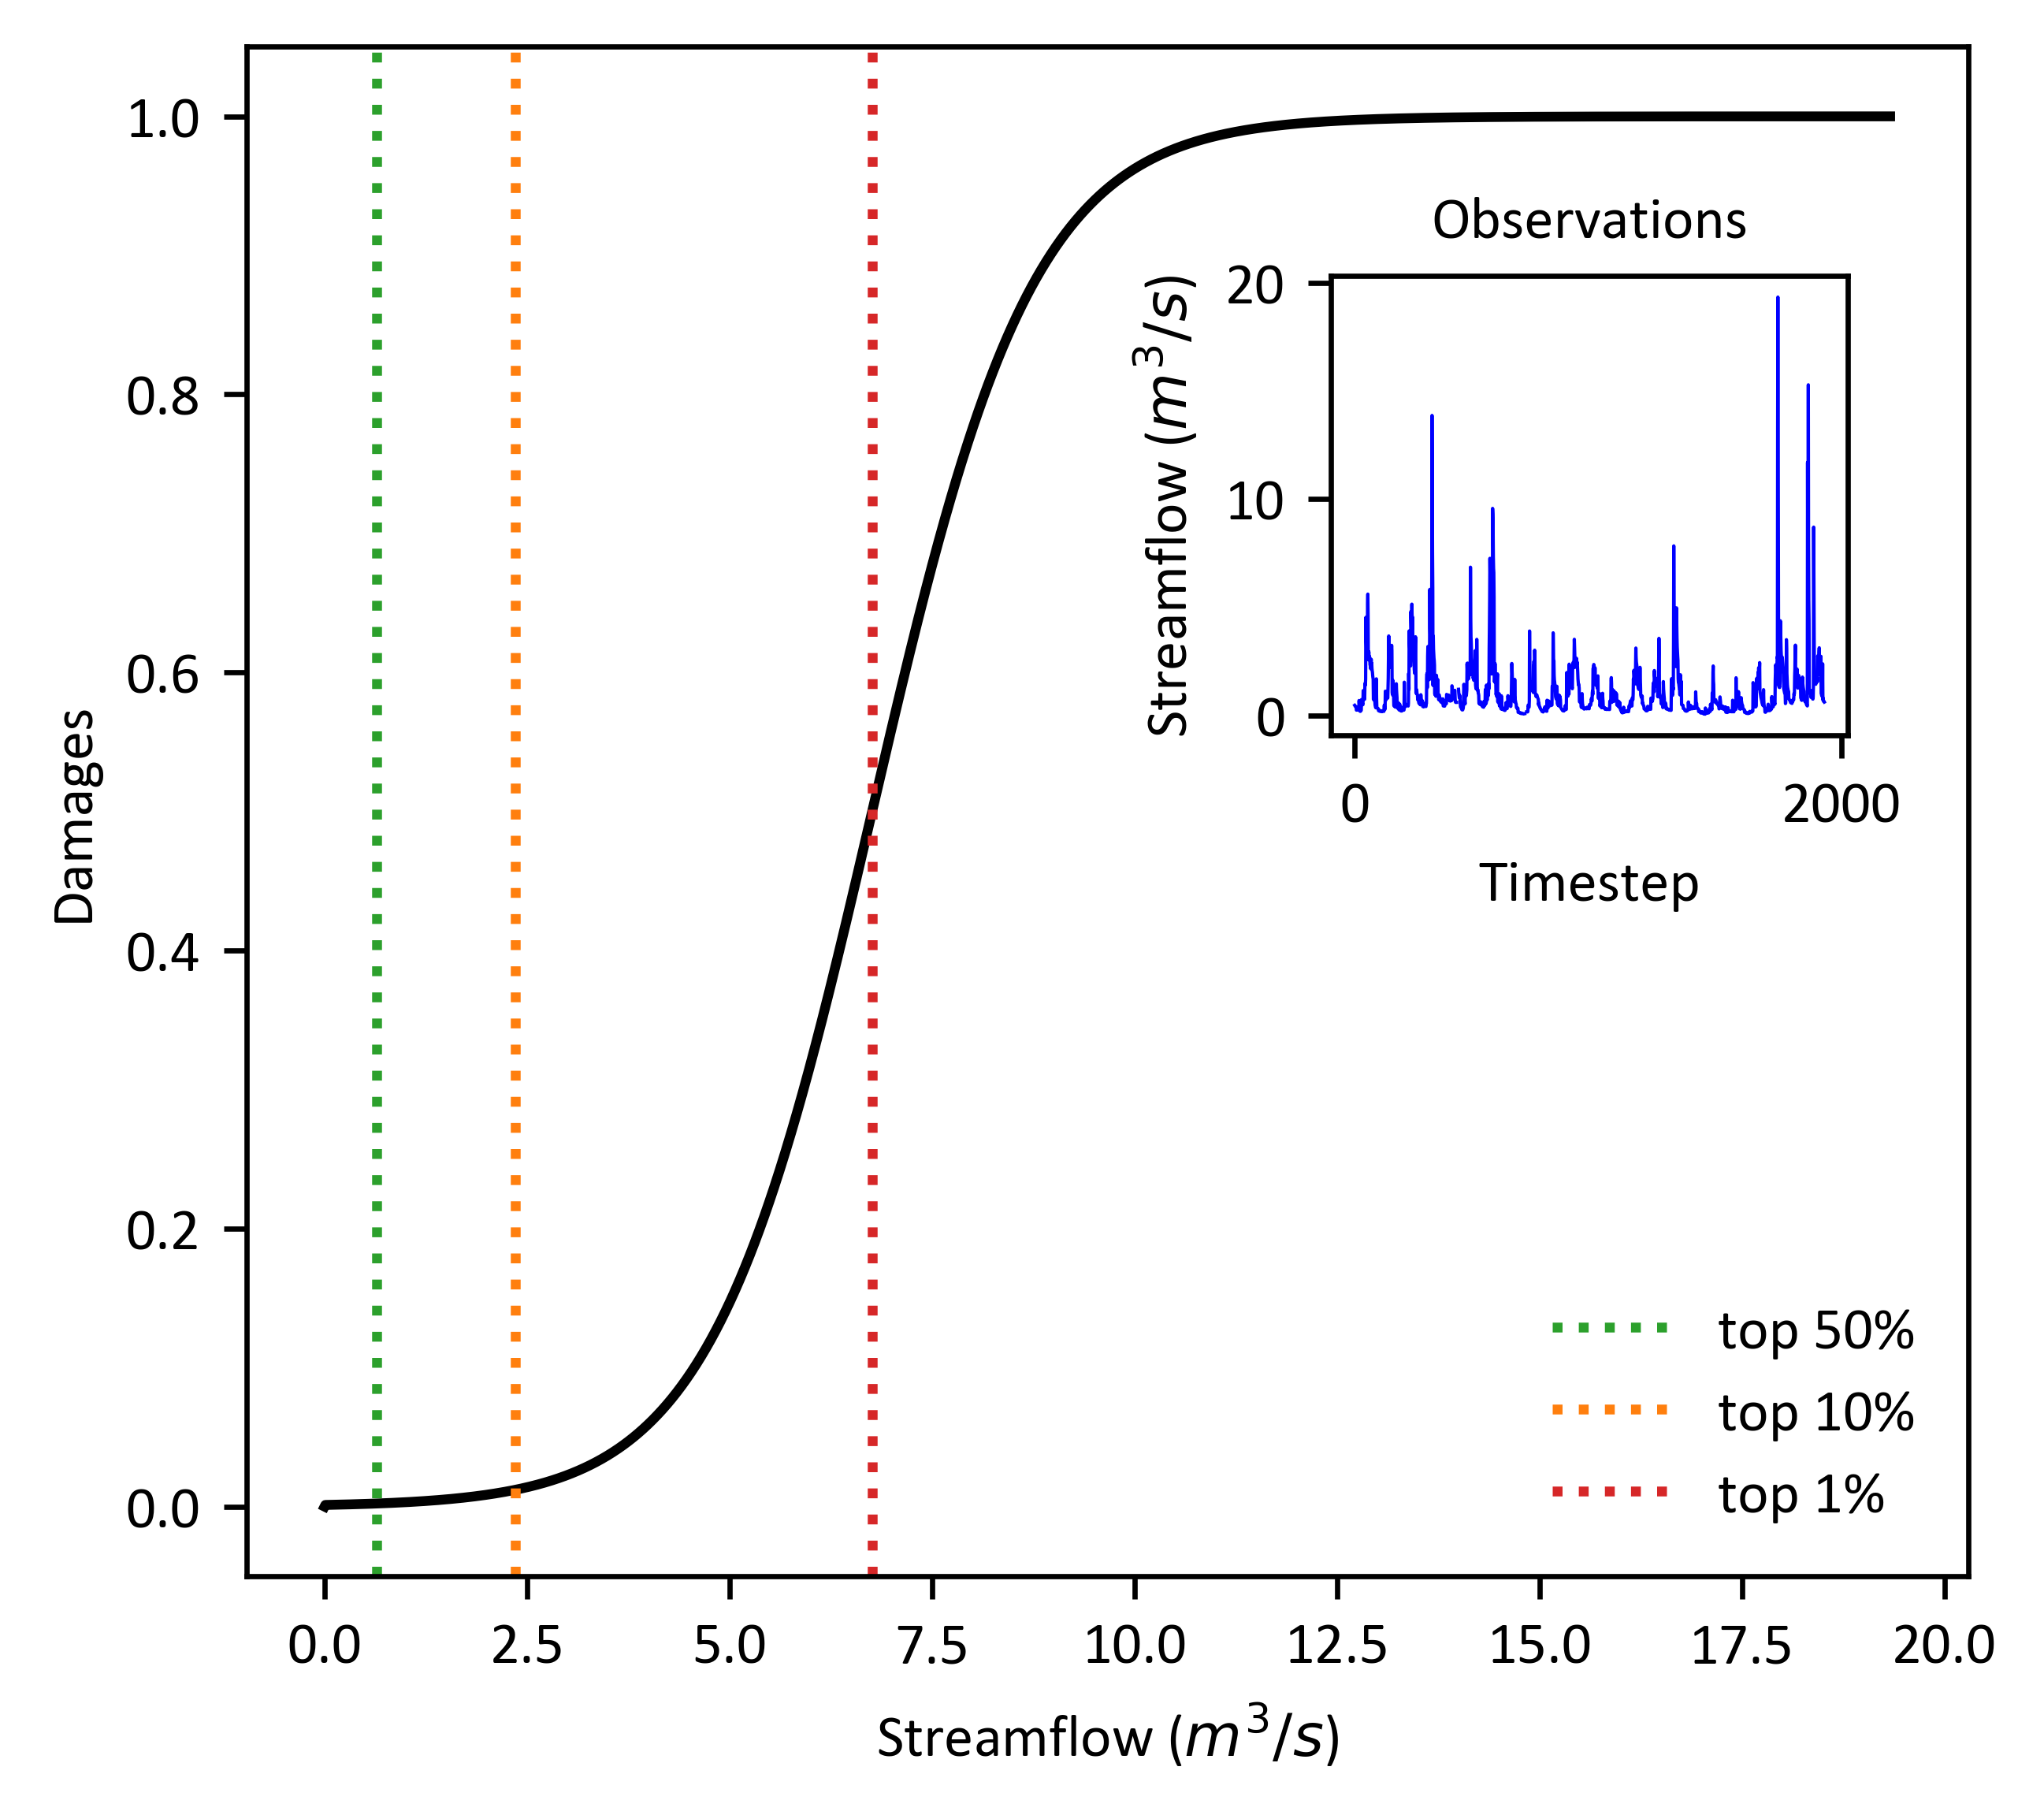 1.0
0.8
0.6
0.4
0.2
0.0
Damages
0.0 2.5 5.0 7.5 10.0 12.5 15.0 17.5 20.0
Streamflow (m³/s)
Observations
20
10
0
Streamflow (m³/s)
0 2000
Timestep
top 50%
top 10%
top 1%